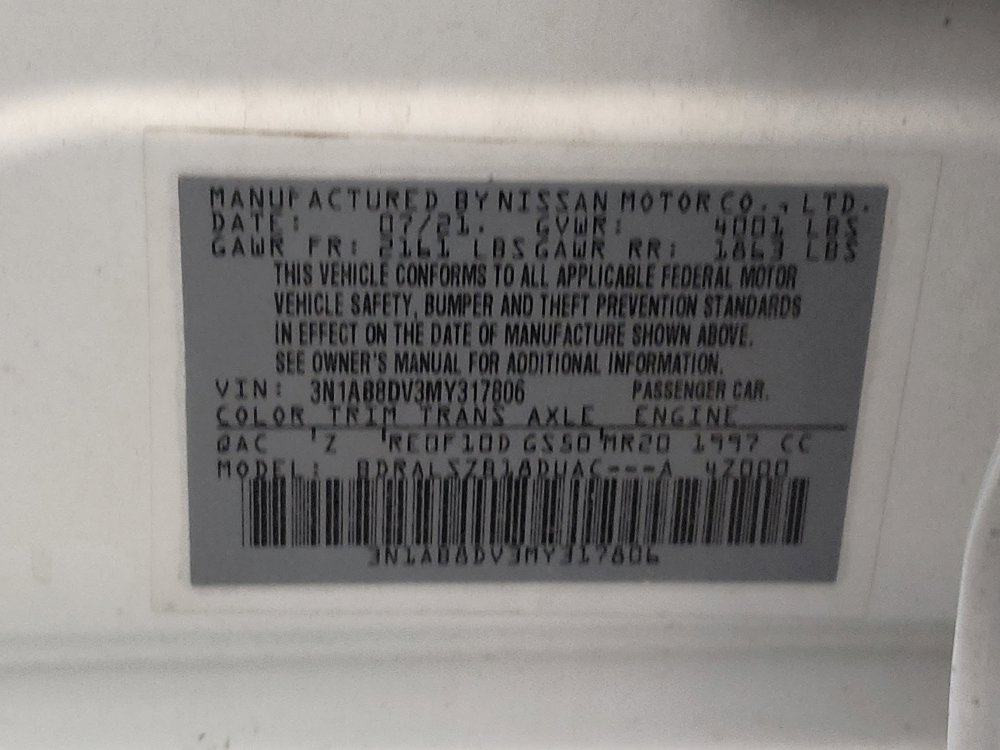 MANUFACTURED BY NISSAN MOTOR CO., LTD.
DATE: 07/21. GVWR: 4001 LBS
GAWR FR: 2161 LBS GAWR RR: 1863 LBS
THIS VEHICLE CONFORMS TO ALL APPLICABLE FEDERAL MOTOR
VEHICLE SAFETY, BUMPER AND THEFT PREVENTION STANDARDS
IN EFFECT ON THE DATE OF MANUFACTURE SHOWN ABOVE.
SEE OWNER'S MANUAL FOR ADDITIONAL INFORMATION.
VIN: 3N1AB8DV3MY317806 PASSENGER CAR.
COLOR TRIM TRANS AXLE ENGINE
QAC 'Z 'RE0F10D GS50'MR20 1997 CC
MODEL: 47000
3N1AB8DV3MY317806